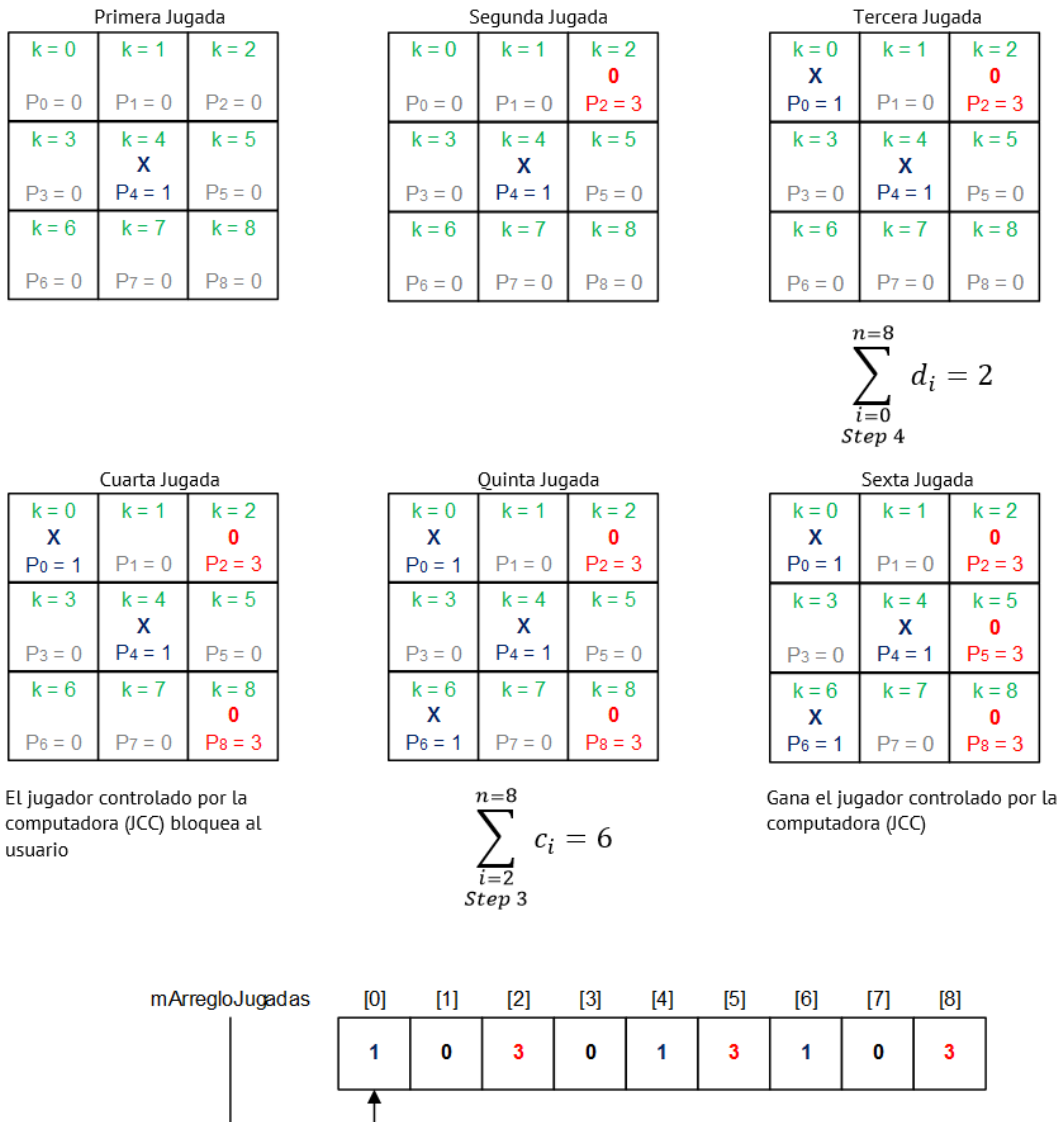 Primera Jugada Segunda Jugada Tercera Jugada
k = 0 k = 1 k = 2 k = 0 k = 1 k = 2 k = 0 k = 1 k = 2
0 X 0
P0 = 0 P1 = 0 P2 = 0 P0 = 0 P1 = 0 P2 = 3 P0 = 1 P1 = 0 P2 = 3
k = 3 k = 4 k = 5 k = 3 k = 4 k = 5 k = 3 k = 4 k = 5
X X X
P3 = 0 P4 = 1 P5 = 0 P3 = 0 P4 = 1 P5 = 0 P3 = 0 P4 = 1 P5 = 0
k = 6 k = 7 k = 8 k = 6 k = 7 k = 8 k = 6 k = 7 k = 8
P6 = 0 P7 = 0 P8 = 0 P6 = 0 P7 = 0 P8 = 0 P6 = 0 P7 = 0 P8 = 0
n=8
∑ di = 2
i=0
Step 4
Cuarta Jugada Quinta Jugada Sexta Jugada
k = 0 k = 1 k = 2 k = 0 k = 1 k = 2 k = 0 k = 1 k = 2
X 0 X 0 X 0
P0 = 1 P1 = 0 P2 = 3 P0 = 1 P1 = 0 P2 = 3 P0 = 1 P1 = 0 P2 = 3
k = 3 k = 4 k = 5 k = 3 k = 4 k = 5 k = 3 k = 4 k = 5
X X X 0
P3 = 0 P4 = 1 P5 = 0 P3 = 0 P4 = 1 P5 = 0 P3 = 0 P4 = 1 P5 = 3
k = 6 k = 7 k = 8 k = 6 k = 7 k = 8 k = 6 k = 7 k = 8
0 X 0 X 0
P6 = 0 P7 = 0 P8 = 3 P6 = 1 P7 = 0 P8 = 3 P6 = 1 P7 = 0 P8 = 3
El jugador controlado por la
computadora (JCC) bloquea al
usuario
n=8
∑ ci = 6
i=2
Step 3
Gana el jugador controlado por la
computadora (JCC)
mArregloJugadas [0] [1] [2] [3] [4] [5] [6] [7] [8]
1 0 3 0 1 3 1 0 3